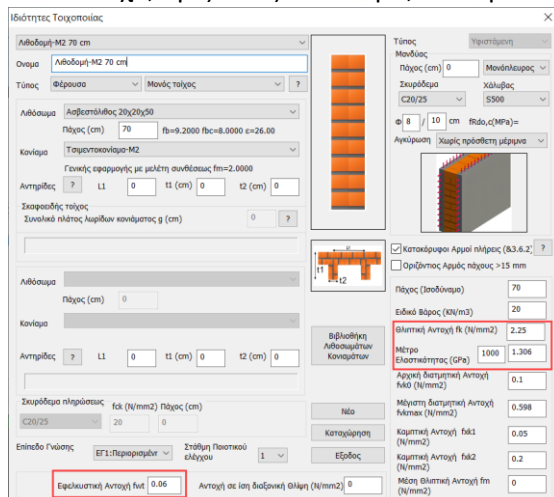 Ιδιότητες Τοιχοποιίας
Λιθοδομή-Μ2 70 cm
Ονομα Λιθοδομή-Μ2 70 cm
Τύπος Φέρουσα Μονός τοίχος ?
Λιθόσωμα Ασβεστόλιθος 20χ20χ50
Πάχος (cm) 70 fb=9.2000 fbc=8.0000 ε=26.00
Κονίαμα Τσιμεντοκονίαμα-Μ2
Γενικής εφαρμογής με μελέτη συνθέσεως fm=2.0000
Αντηρίδες ? L1 0 t1 (cm) 0 t2 (cm) 0
Σκαφοειδής τοίχος
Συνολικό πλάτος λωρίδων κονιάματος g (cm) 0 ?
Λιθόσωμα
Πάχος (cm) 0
Κονίαμα
Αντηρίδες ? L1 0 t1 (cm) 0 t2 (cm) 0
Σκυρόδεμα πληρώσεως fck (N/mm2) Πάχος (cm)
C20/25 20 0
Επίπεδο Γνώσης ΕΓ1:Περιορισμέν Στάθμη Ποιοτικού ελέγχου 1
Εφελκυστική Αντοχή fwt 0.06 Αντοχή σε ίση διαξονική Θλίψη (N/mm2) 0
t1
t2
Βιβλιοθήκη
Λιθοσωμάτων
Κονιαμάτων
Νέο
Καταχώρηση
Εξοδος
Τύπος Υφιστάμενη
Μανδύας
Πάχος (cm) 0 Μονόπλευρος
Σκυρόδεμα Χάλυβας
C20/25 S500
Φ 8 / 10 cm fRdo,c(MPa)=
Αγκύρωση Χωρίς πρόσθετη μέριμνα
Κατακόρυφοι Αρμοί πλήρεις (&3.6.2) ?
Οριζόντιος Αρμός πάχους >15 mm
Πάχος (Ισοδύναμο) 70
Ειδικό Βάρος (KN/m3) 20
Θλιπτική Αντοχή fk (N/mm2) 2.25
Μέτρο
Ελαστικότητας (GPa) 1000 1.306
Αρχική διατμητική Αντοχή
fvk0 (N/mm2) 0.1
Μέγιστη διατμητική Αντοχή
fvkmax (N/mm2) 0.598
Καμπτική Αντοχή fxk1
(N/mm2) 0.05
Καμπτική Αντοχή fxk2
(N/mm2) 0.2
Μέση Θλιπτική Αντοχή fm
(N/mm2) 0